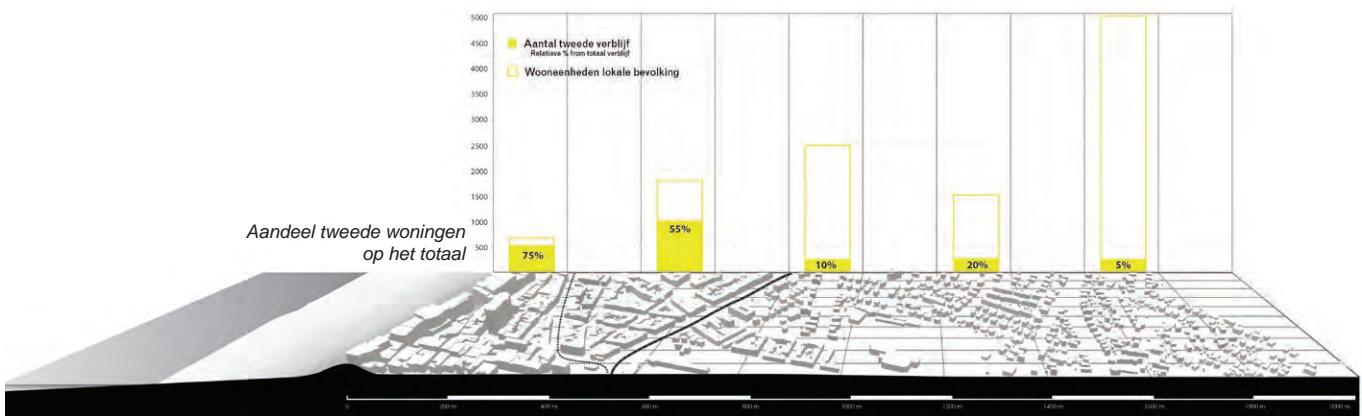 5000
4500
4000
3500
3000
2500
2000
1500
1000
500
Aantal tweede verblijf
Relatieve % from totaal verblijf
Wooneenheden lokale bevolking
Aandeel tweede woningen
op het totaal
75%
55%
10%
20%
5%
0
200 m
400 m
600 m
800 m
1000 m
1200 m
1400 m
1600 m
1800 m
2000 m